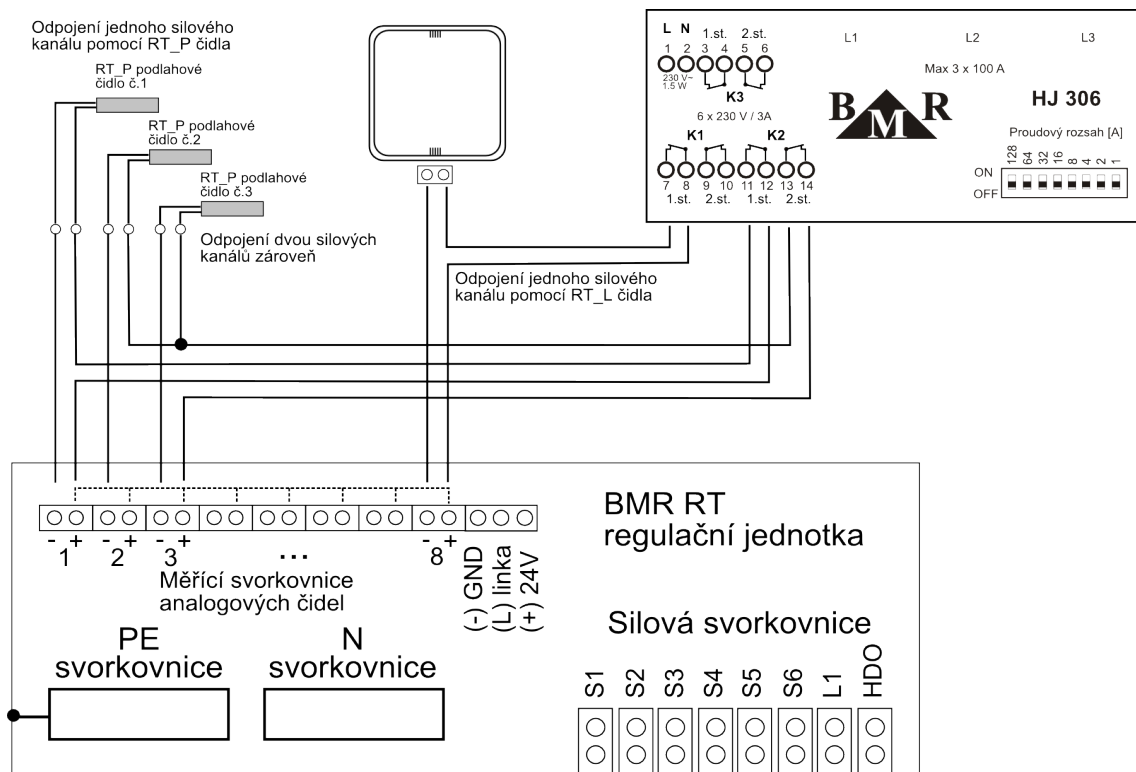 Odpojení jednoho silového
kanálu pomocí RT_P čidla
RT_P podlahové
čidlo č.1
RT_P podlahové
čidlo č.2
RT_P podlahové
čidlo č.3
Odpojení dvou silových
kanálů zároveň
Odpojení jednoho silového
kanálu pomocí RT_L čidla
L N 1.st. 2.st.
1 2 3 4 5 6
230 V~
1.5 W
K3
6 x 230 V / 3A
K1 K2
7 8 9 10 11 12 13 14
1.st. 2.st. 1.st. 2.st.
L1 L2 L3
Max 3 x 100 A
B M R
HJ 306
Proudový rozsah [A]
128 64 32 16 8 4 2 1
ON
OFF
BMR RT
regulační jednotka
- + - + - + - +
1 2 3 ... 8
(-) GND
(L) linka
(+) 24V
Měřící svorkovnice
analogových čidel
PE
svorkovnice
N
svorkovnice
Silová svorkovnice
S1 S2 S3 S4 S5 S6 L1 HDO